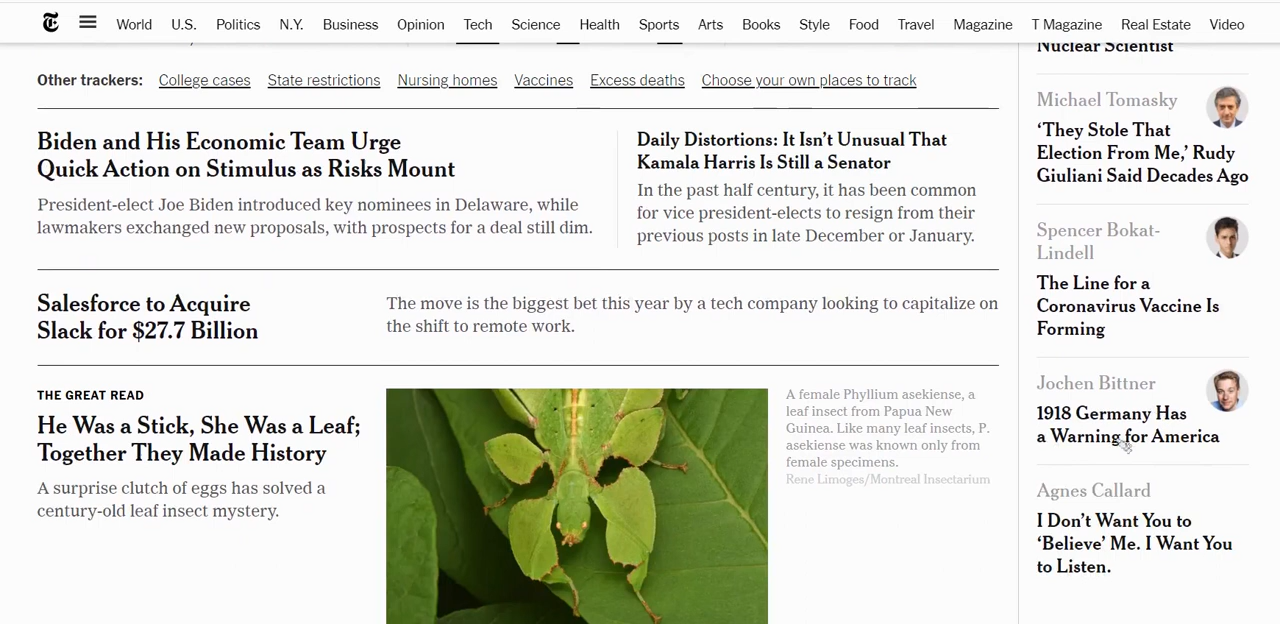 World U.S. Politics N.Y. Business Opinion Tech Science Health Sports Arts Books Style Food Travel Magazine T Magazine Real Estate Video
Other trackers: College cases State restrictions Nursing homes Vaccines Excess deaths Choose your own places to track
Biden and His Economic Team Urge
Quick Action on Stimulus as Risks Mount
President-elect Joe Biden introduced key nominees in Delaware, while
lawmakers exchanged new proposals, with prospects for a deal still dim.
Daily Distortions: It Isn’t Unusual That
Kamala Harris Is Still a Senator
In the past half century, it has been common
for vice president-elects to resign from their
previous posts in late December or January.
Salesforce to Acquire
Slack for $27.7 Billion
The move is the biggest bet this year by a tech company looking to capitalize on
the shift to remote work.
THE GREAT READ
He Was a Stick, She Was a Leaf;
Together They Made History
A surprise clutch of eggs has solved a
century-old leaf insect mystery.
A female Phyllium asekiense, a
leaf insect from Papua New
Guinea. Like many leaf insects, P.
asekiense was known only from
female specimens.
Rene Limoges/Montreal Insectarium
Nuclear Scientist
Michael Tomasky
‘They Stole That
Election From Me,’ Rudy
Giuliani Said Decades Ago
Spencer Bokat-
Lindell
The Line for a
Coronavirus Vaccine Is
Forming
Jochen Bittner
1918 Germany Has
a Warning for America
Agnes Callard
I Don’t Want You to
‘Believe’ Me. I Want You
to Listen.